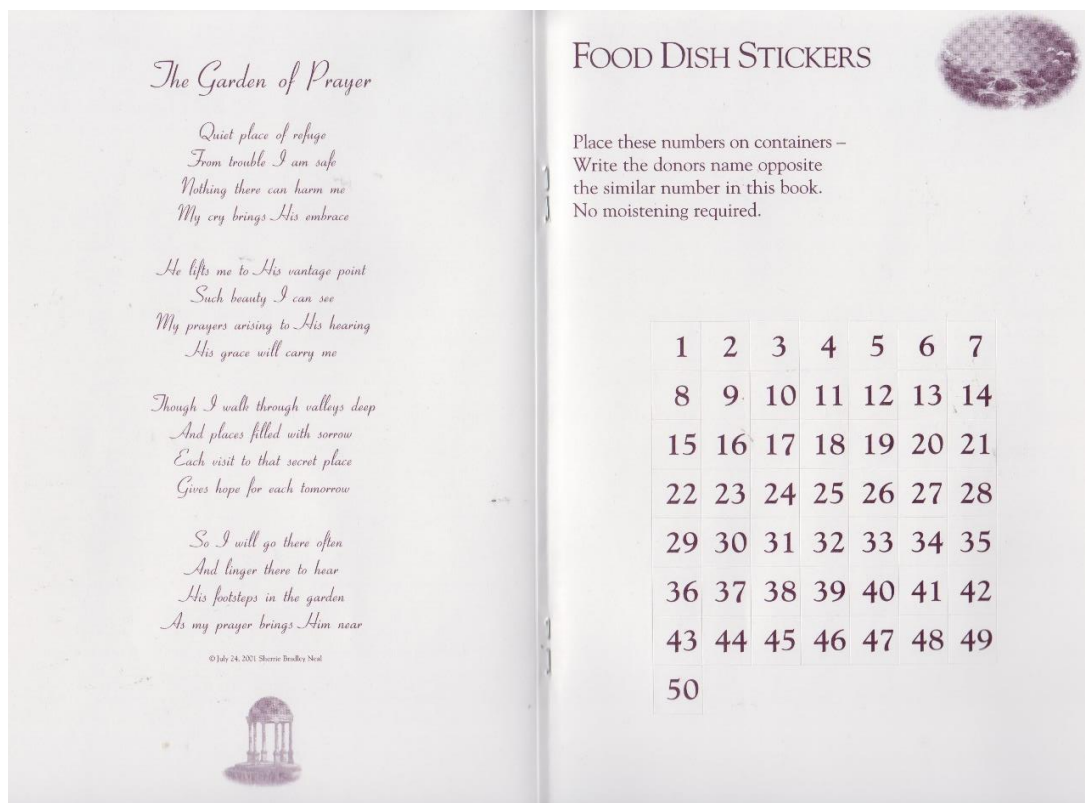 The Garden of Prayer
Quiet place of refuge
From trouble I am safe
Nothing there can harm me
My cry brings His embrace
He lifts me to His vantage point
Such beauty I can see
My prayers arising to His hearing
His grace will carry me
Though I walk through valleys deep
And places filled with sorrow
Each visit to that secret place
Gives hope for each tomorrow
So I will go there often
And linger there to hear
His footsteps in the garden
As my prayer brings Him near
© July 24, 2001 Sherrie Bradley Neal
FOOD DISH STICKERS
Place these numbers on containers –
Write the donors name opposite
the similar number in this book.
No moistening required.
1 2 3 4 5 6 7
8 9 10 11 12 13 14
15 16 17 18 19 20 21
22 23 24 25 26 27 28
29 30 31 32 33 34 35
36 37 38 39 40 41 42
43 44 45 46 47 48 49
50